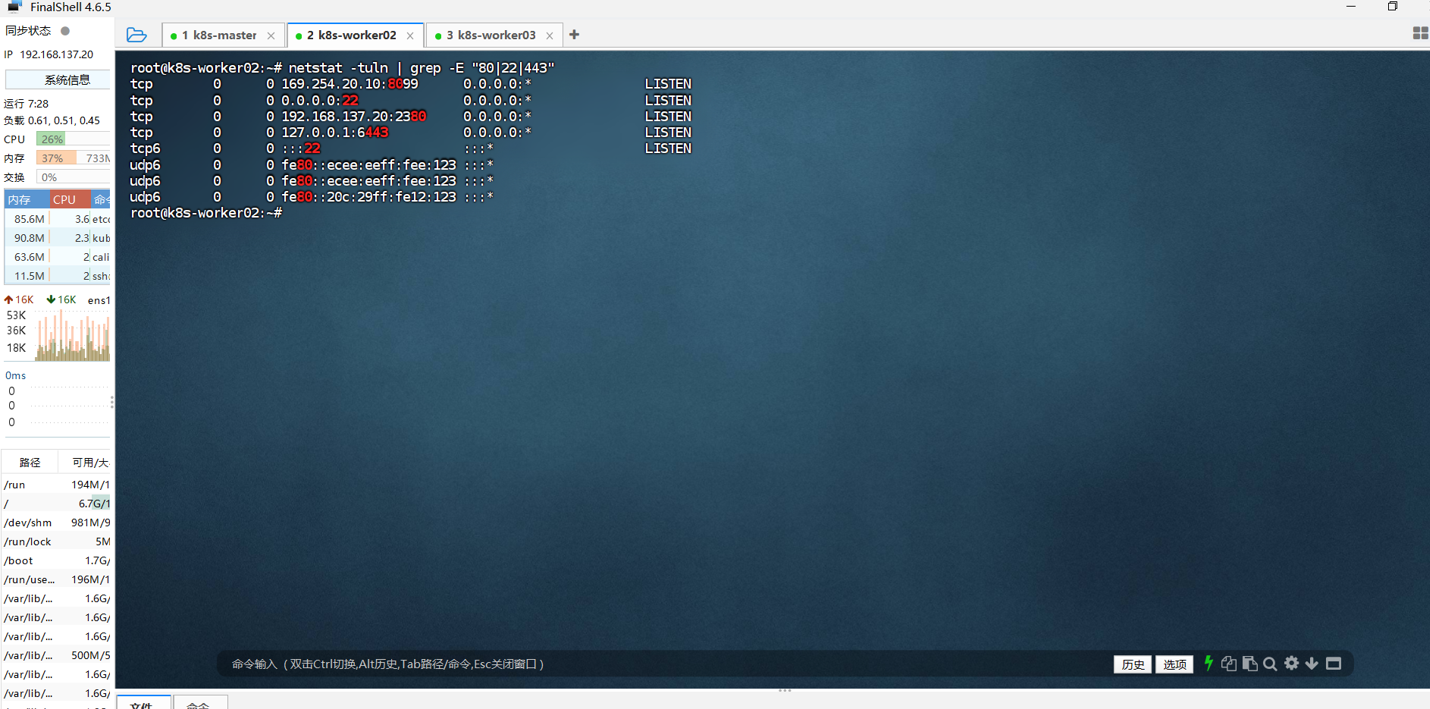 FinalShell 4.6.5
同步状态
IP 192.168.137.20
系统信息
运行 7:28
负载 0.61, 0.51, 0.45
CPU 26%
内存 37% 733M
交换 0%
内存 CPU 命令
85.6M 3.6 etcd
90.8M 2.3 kub
63.6M 2 cali
11.5M 2 ssh
16K 16K ens1
53K
36K
18K
0ms
0
0
0
路径 可用/大
/run 194M/1
/ 6.7G/1
/dev/shm 981M/9
/run/lock 5M
/boot 1.7G/
/run/use... 196M/1
/var/lib/... 1.6G/
/var/lib/... 1.6G/
/var/lib/... 1.6G/
/var/lib/... 500M/5
/var/lib/... 1.6G/
/var/lib/... 1.6G/
1 k8s-master
2 k8s-worker02
3 k8s-worker03
root@k8s-worker02:~# netstat -tuln | grep -E "80|22|443"
tcp 0 0 169.254.20.10:8099 0.0.0.0:* LISTEN
tcp 0 0 0.0.0.0:22 0.0.0.0:* LISTEN
tcp 0 0 192.168.137.20:2380 0.0.0.0:* LISTEN
tcp 0 0 127.0.0.1:6443 0.0.0.0:* LISTEN
tcp6 0 0 :::22 :::* LISTEN
udp6 0 0 fe80::ecee:eeff:fee:123 :::*
udp6 0 0 fe80::ecee:eeff:fee:123 :::*
udp6 0 0 fe80::20c:29ff:fe12:123 :::*
root@k8s-worker02:~#
命令输入 (双击Ctrl切换,Alt历史,Tab路径/命令,Esc关闭窗口)
历史 选项
文件 命令